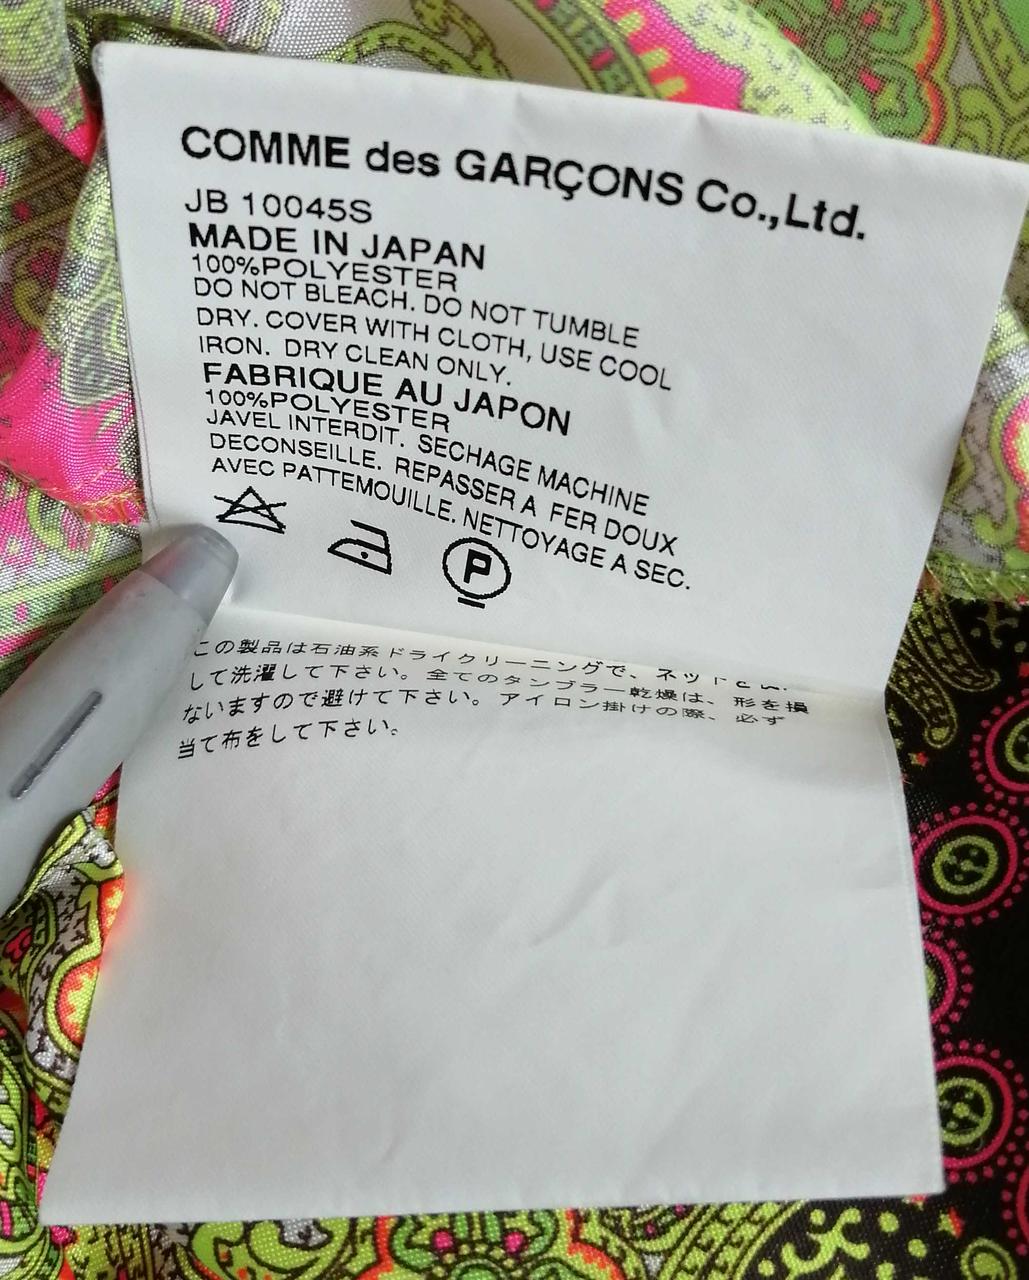 COMME des GARÇONS Co.,Ltd.
JB 10045S
MADE IN JAPAN
100%POLYESTER
DO NOT BLEACH. DO NOT TUMBLE
DRY. COVER WITH CLOTH, USE COOL
IRON. DRY CLEAN ONLY.
FABRIQUE AU JAPON
100%POLYESTER
JAVEL INTERDIT. SECHAGE MACHINE
DECONSEILLE. REPASSER A FER DOUX
AVEC PATTEMOUILLE. NETTOYAGE A SEC.
P
この製品は石油系ドライクリーニングで、
して洗濯して下さい。全てのタンブラー乾燥は、形を損
ないますので避けて下さい。アイロン掛けの際、必ず
当て布をして下さい。